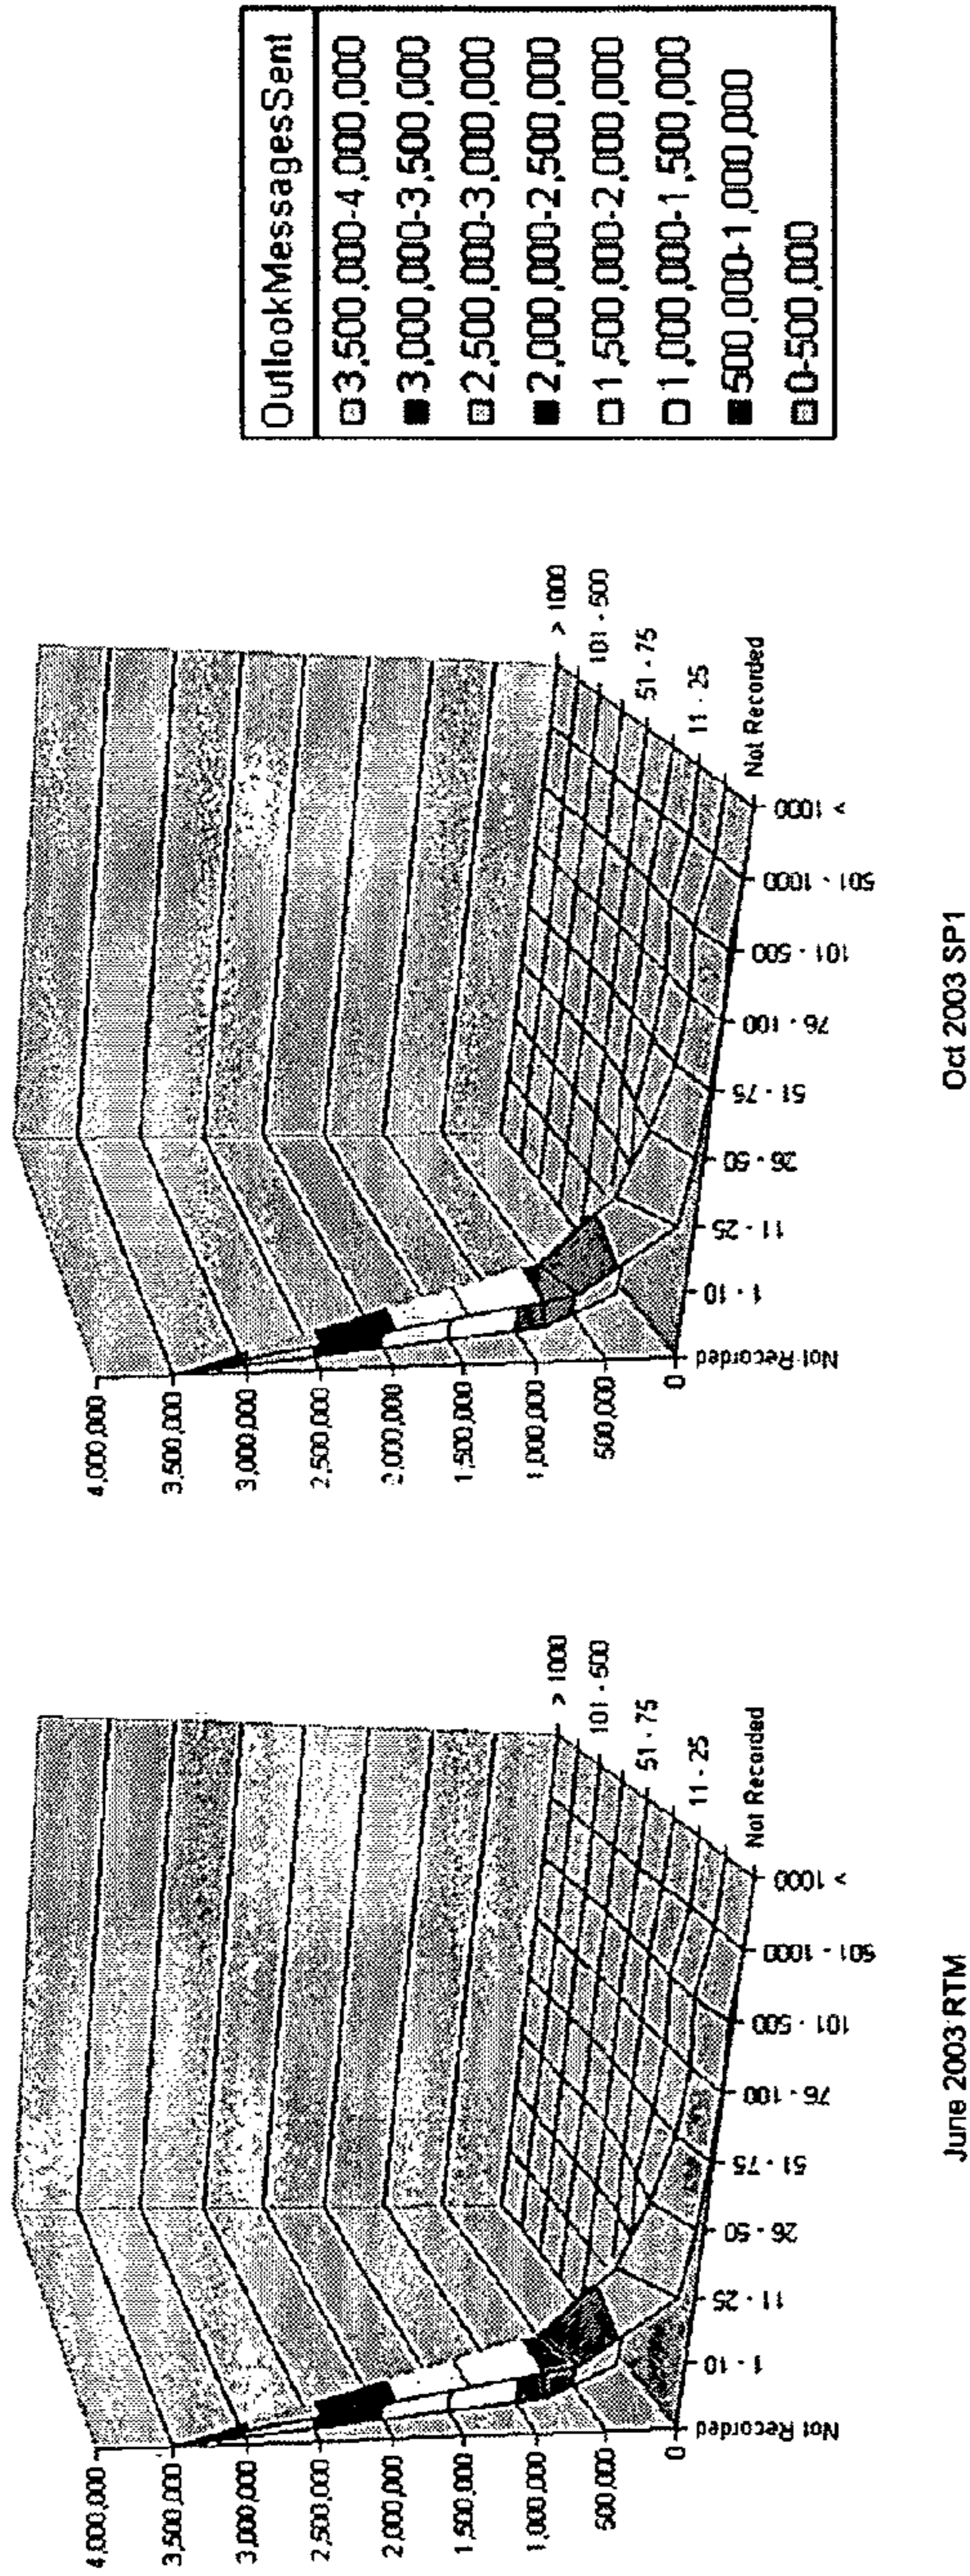 OutlookMessagesSent
3,500,000-4,000,000
3,000,000-3,500,000
2,500,000-3,000,000
2,000,000-2,500,000
1,500,000-2,000,000
1,000,000-1,500,000
500,000-1,000,000
0-500,000
4,000,000
3,500,000
3,000,000
2,500,000
2,000,000
1,500,000
1,000,000
500,000
0
Not Recorded
1 - 10
11 - 25
26 - 50
51 - 75
76 - 100
101 - 500
501 - 1000
> 1000
Not Recorded
11 - 25
51 - 75
101 - 500
> 1000
June 2003 RTM
4,000,000
3,500,000
3,000,000
2,500,000
2,000,000
1,500,000
1,000,000
500,000
0
Not Recorded
1 - 10
11 - 25
26 - 50
51 - 75
76 - 100
101 - 500
501 - 1000
> 1000
Not Recorded
11 - 25
51 - 75
101 - 500
> 1000
Oct 2003 SP1